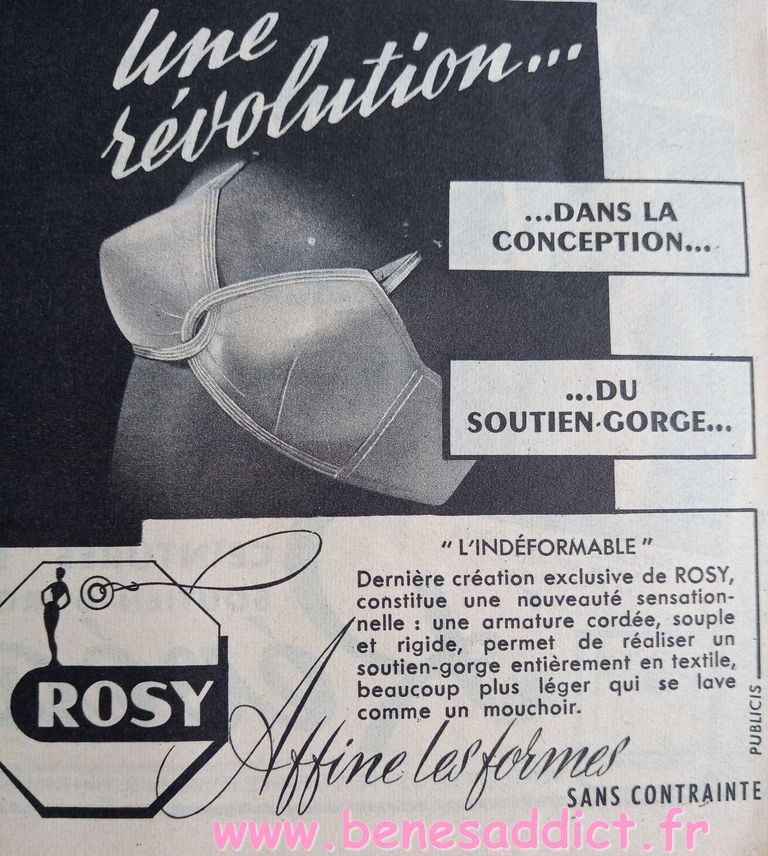 Une
révolution...
...DANS LA
CONCEPTION...
...DU
SOUTIEN-GORGE...
" L'INDÉFORMABLE "
Dernière création exclusive de ROSY,
constitue une nouveauté sensation-
nelle : une armature cordée, souple
et rigide, permet de réaliser un
soutien-gorge entièrement en textile,
beaucoup plus léger qui se lave
comme un mouchoir.
ROSY
Affine les formes
SANS CONTRAINTE
PUBLICIS
www.benesaddict.fr